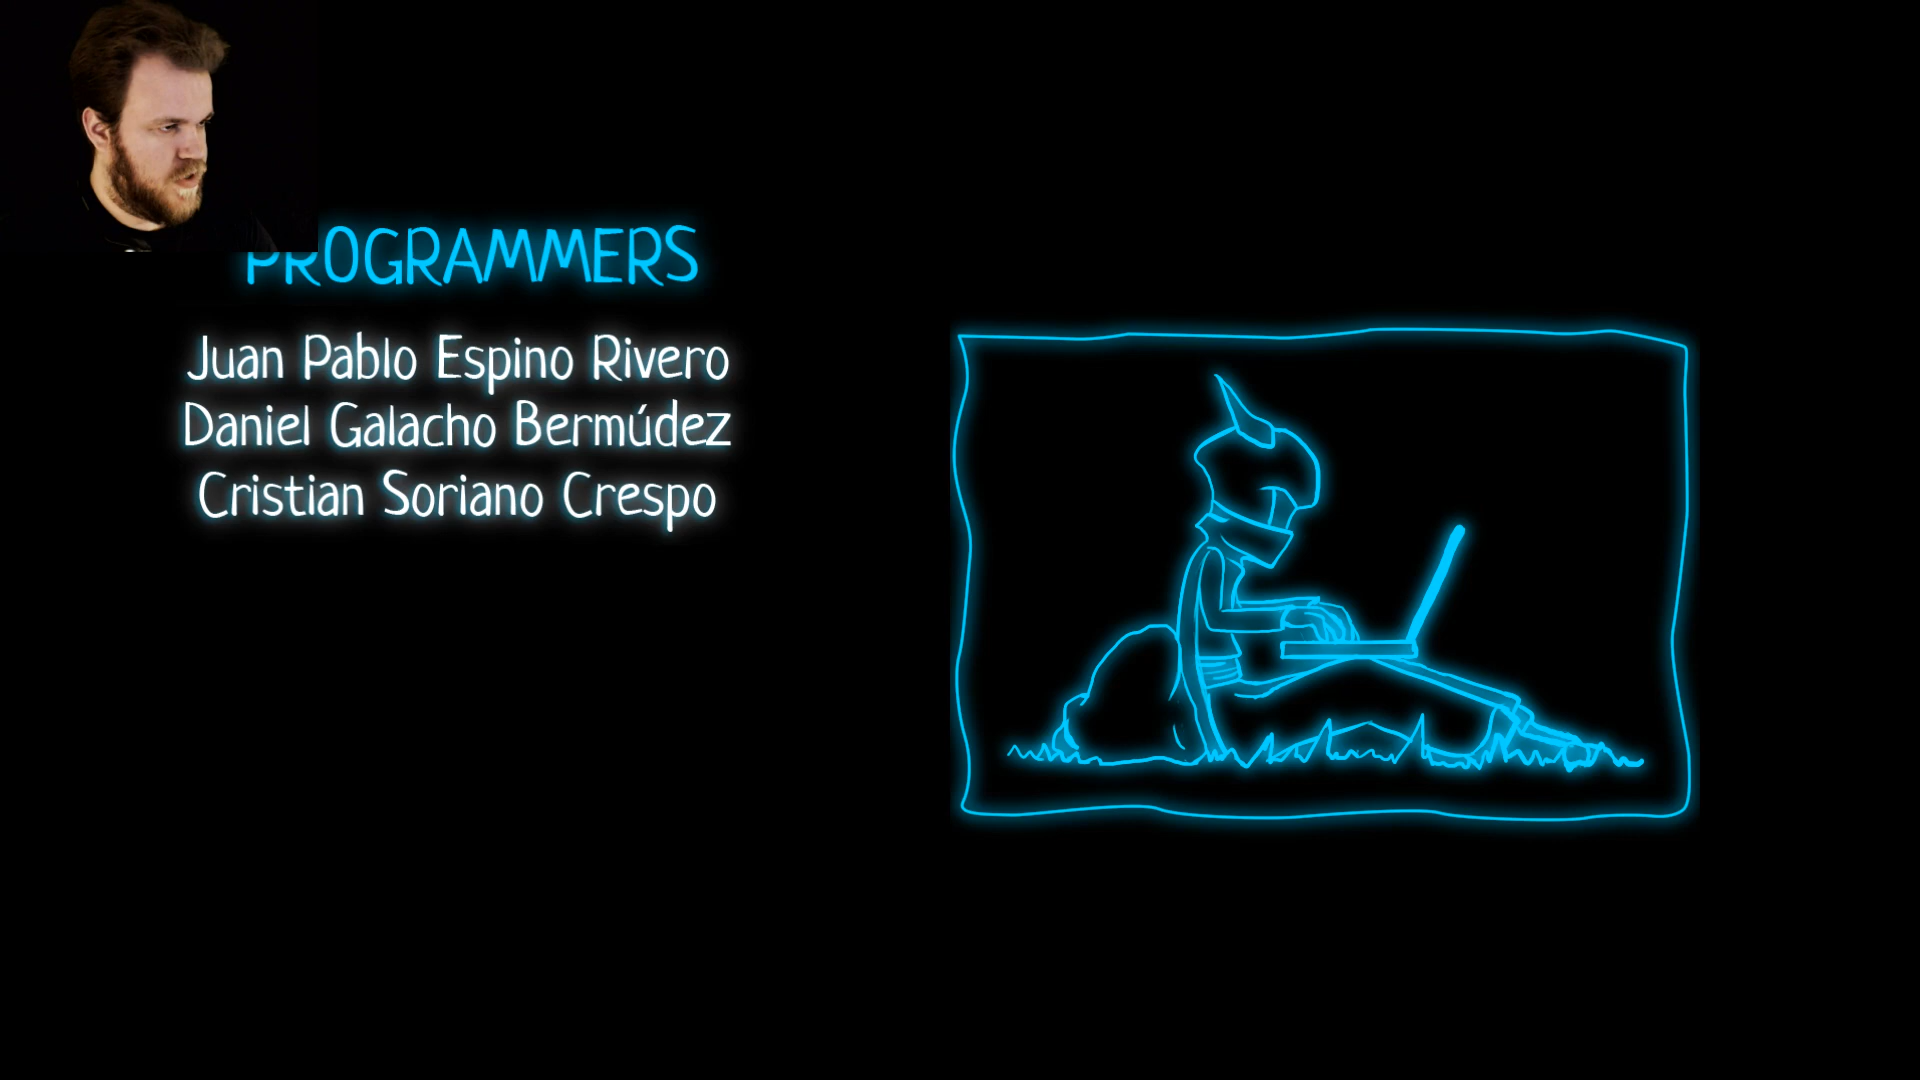 PROGRAMMERS
Juan Pablo Espino Rivero
Daniel Galacho Bermúdez
Cristian Soriano Crespo